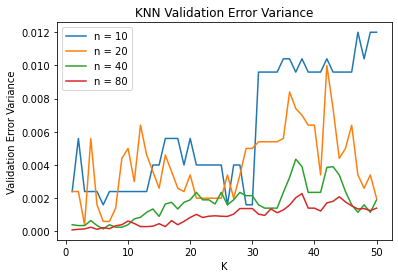 KNN Validation Error Variance
Validation Error Variance
0.012
0.010
0.008
0.006
0.004
0.002
0.000
n = 10
n = 20
n = 40
n = 80
0 10 20 30 40 50
K